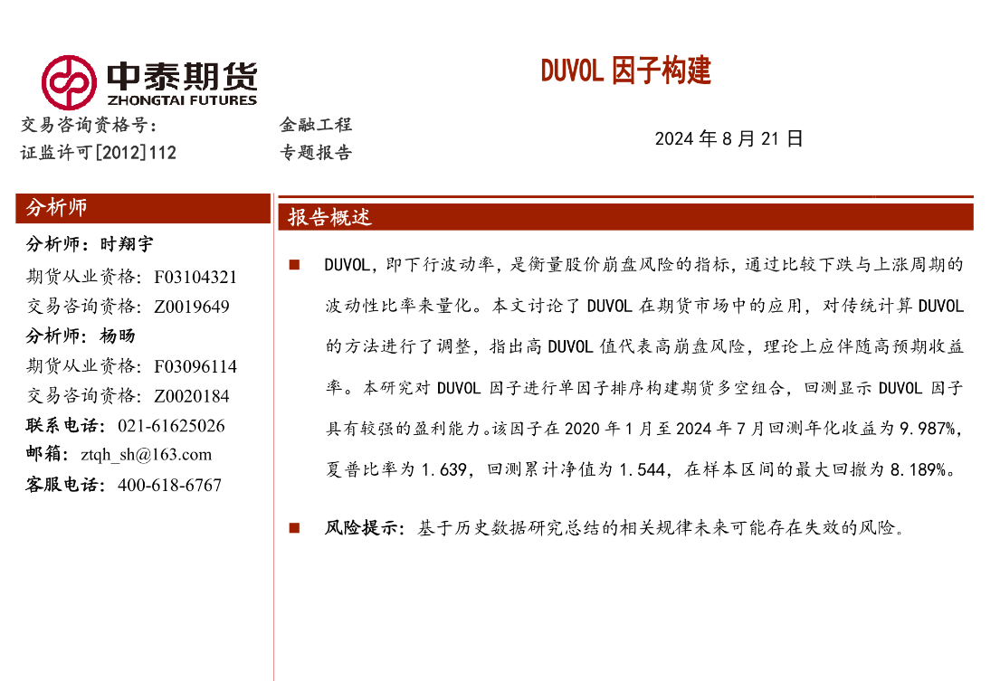 中泰期货
ZHONGTAI FUTURES
DUVOL 因子构建
交易咨询资格号：
证监许可[2012]112
金融工程
专题报告
2024 年 8 月 21 日
分析师
分析师：时翔宇
期货从业资格：F03104321
交易咨询资格：Z0019649
分析师：杨旸
期货从业资格：F03096114
交易咨询资格：Z0020184
联系电话：021-61625026
邮箱：ztqh_sh@163.com
客服电话：400-618-6767
报告概述
■ DUVOL，即下行波动率，是衡量股价崩盘风险的指标，通过比较下跌与上涨周期的
波动性比率来量化。本文讨论了 DUVOL 在期货市场中的应用，对传统计算 DUVOL
的方法进行了调整，指出高 DUVOL 值代表高崩盘风险，理论上应伴随高预期收益
率。本研究对 DUVOL 因子进行单因子排序构建期货多空组合，回测显示 DUVOL 因子
具有较强的盈利能力。该因子在 2020 年 1 月至 2024 年 7 月回测年化收益为 9.987%，
夏普比率为 1.639，回测累计净值为 1.544，在样本区间的最大回撤为 8.189%。
■ 风险提示：基于历史数据研究总结的相关规律未来可能存在失效的风险。